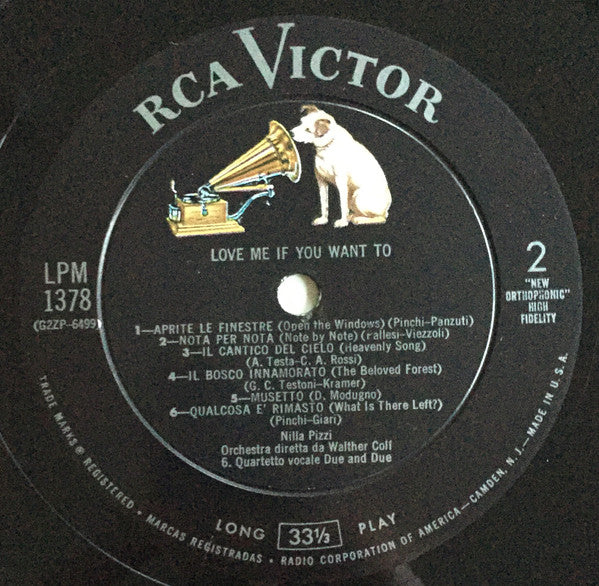 RCA VICTOR
LOVE ME IF YOU WANT TO
LPM
1378
(G2ZP-6499)
2
"NEW
ORTHOPHONIC"
HIGH
FIDELITY
1—APRITE LE FINESTRE (Open the Windows) (Pinchi-Panzuti)
2—NOTA PER NOTA (Note by Note) (rallesi-Viezzoli)
3—IL CANTICO DEL CIELO (Heavenly Song)
(A. Testa-C. A. Rossi)
4—IL BOSCO INNAMORATO (The Beloved Forest)
(G. C. Testoni-Kramer)
5—MUSETTO (D. Modugno)
6—QUALCOSA E' RIMASTO (What Is There Left?)
(Pinchi-Giari)
Nilla Pizzi
Orchestra diretta da Walther Colf
6. Quartetto vocale Due and Due
LONG 33⅓ PLAY
TRADE MARKS ® REGISTERED • MARCAS REGISTRADAS • RADIO CORPORATION OF AMERICA—CAMDEN, N. J.—MADE IN U.S.A.